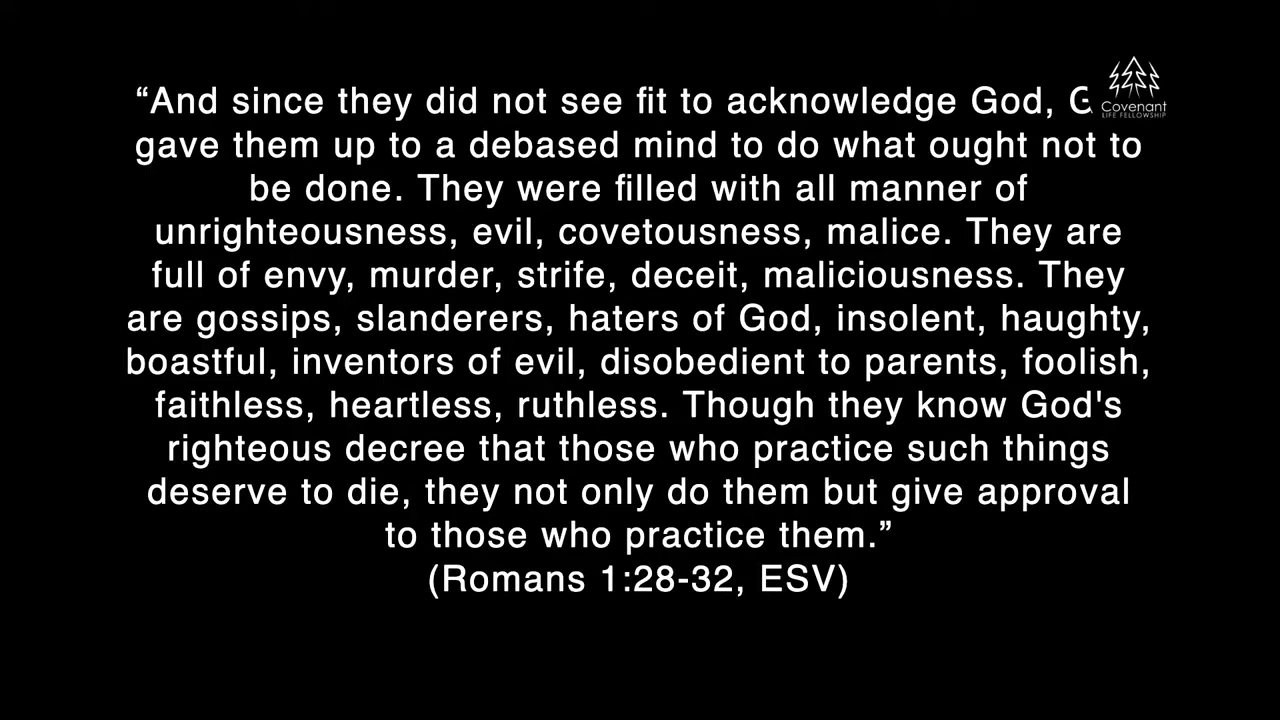 “And since they did not see fit to acknowledge God,
gave them up to a debased mind to do what ought not to
be done. They were filled with all manner of
unrighteousness, evil, covetousness, malice. They are
full of envy, murder, strife, deceit, maliciousness. They
are gossips, slanderers, haters of God, insolent, haughty,
boastful, inventors of evil, disobedient to parents, foolish,
faithless, heartless, ruthless. Though they know God's
righteous decree that those who practice such things
deserve to die, they not only do them but give approval
to those who practice them.”
(Romans 1:28-32, ESV)
Covenant
LIFE FELLOWSHIP